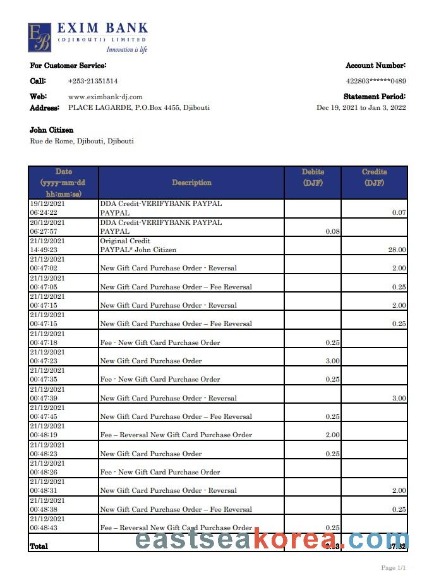 EXIM BANK
(DJIBOUTI) LIMITED
Innovation is life
For Customer Service:
Account Number:
Call: +253-21351514
422803******0489
Web: www.eximbank-dj.com
Statement Period:
Address: PLACE LAGARDE, P.O.Box 4455, Djibouti
Dec 19, 2021 to Jan 3, 2022
John Citizen
Rue de Rome, Djibouti, Djibouti
Date (yyyy-mm-dd hh:mm:ss) Description Debits (DJF) Credits (DJF)
19/12/2021 DDA Credit-VERIFYBANK PAYPAL
06:24:22 PAYPAL 0.07
20/12/2021 DDA Credit-VERIFYBANK PAYPAL
06:27:57 PAYPAL 0.08
21/12/2021 Original Credit
14:49:23 PAYPAL* John Citizen 28.00
21/12/2021
00:47:02 New Gift Card Purchase Order - Reversal 2.00
21/12/2021
00:47:05 New Gift Card Purchase Order – Fee Reversal 0.25
21/12/2021
00:47:15 New Gift Card Purchase Order - Reversal 2.00
21/12/2021
00:47:15 New Gift Card Purchase Order – Fee Reversal 0.25
21/12/2021
00:47:18 Fee - New Gift Card Purchase Order 0.25
21/12/2021
00:47:23 New Gift Card Purchase Order 3.00
21/12/2021
00:47:35 Fee - New Gift Card Purchase Order 0.25
21/12/2021
00:47:39 New Gift Card Purchase Order - Reversal 3.00
21/12/2021
00:47:45 New Gift Card Purchase Order – Fee Reversal 0.25
21/12/2021
00:48:19 Fee – Reversal New Gift Card Purchase Order 2.00
21/12/2021
00:48:23 New Gift Card Purchase Order 0.25
21/12/2021
00:48:26 Fee - New Gift Card Purchase Order
21/12/2021
00:48:31 New Gift Card Purchase Order - Reversal 2.00
21/12/2021
00:48:38 New Gift Card Purchase Order – Fee Reversal 0.25
21/12/2021
00:48:43 Fee – Reversal New Gift Card Purchase Order 0.25
Total
eastseakorea.com
Page 1/1